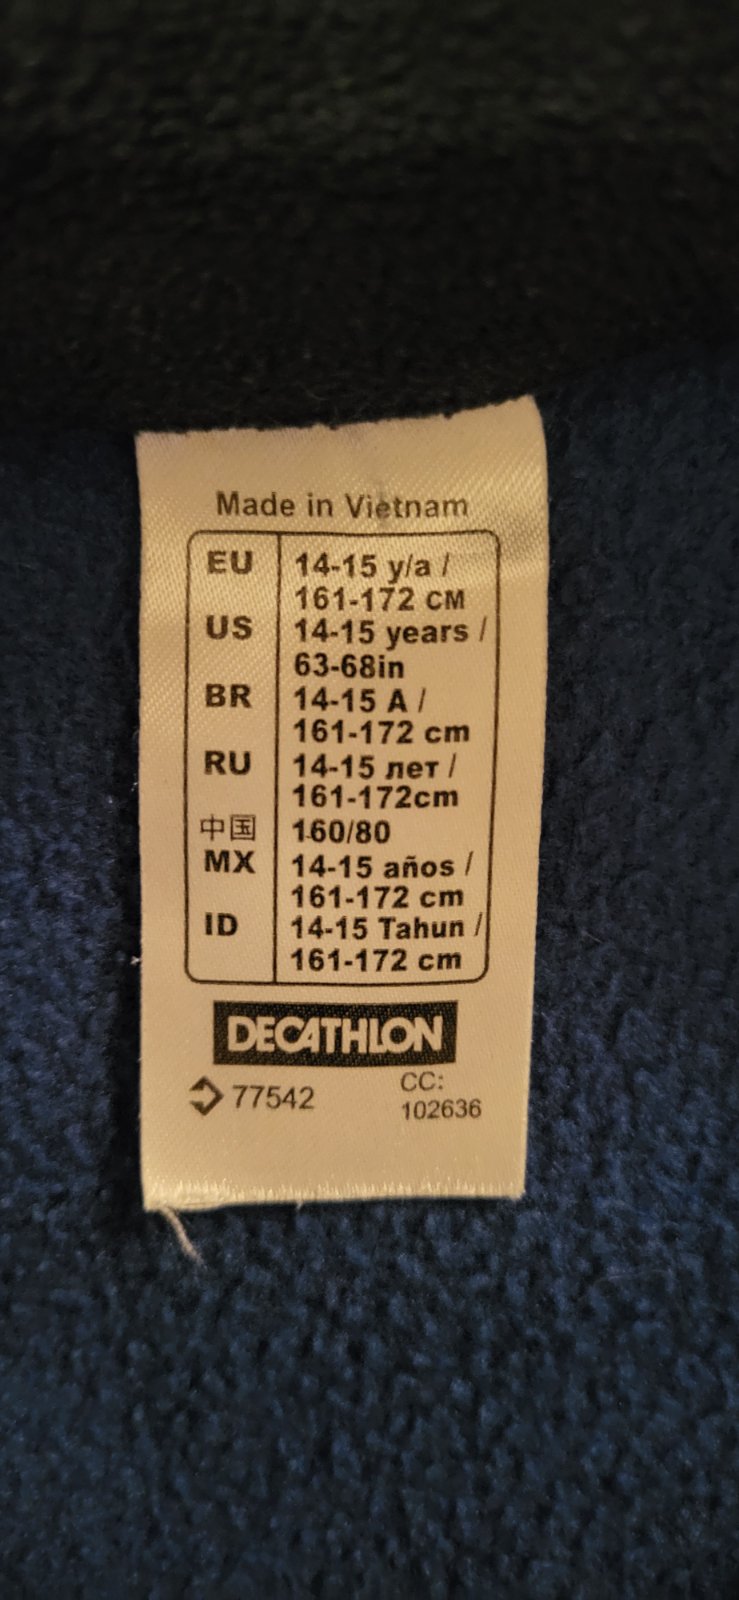 Made in Vietnam
EU 14-15 y/a /
161-172 CM
US 14-15 years /
63-68in
BR 14-15 A /
161-172 cm
RU 14-15 лет /
161-172cm
中国 160/80
MX 14-15 años /
161-172 cm
ID 14-15 Tahun /
161-172 cm
DECATHLON
77542 CC:
102636